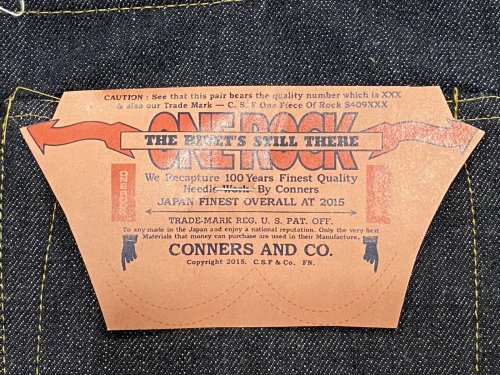 CAUTION : See that this pair bears the quality number which is XXX
& also our Trade Mark — C. S. F One Piece Of Rock S409XXX
ONE ROCK
THE RIVET'S STILL THERE
We Recapture 100 Years Finest Quality
Needle Work By Conners
JAPAN FINEST OVERALL AT 2015
TRADE-MARK REG. U. S. PAT. OFF.
To any made in the Japan and enjoy a national reputation. Only the very best
Materials that money can purchase are used in their Manufacture.
CONNERS AND CO.
Copyright 2015. C.S.F & Co. FN.